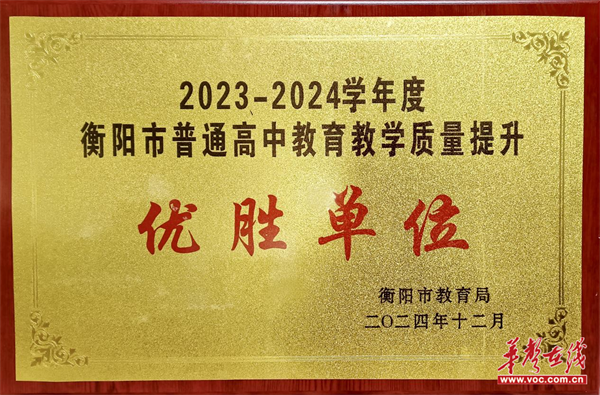 2023-2024学年度
衡阳市普通高中教育教学质量提升
优胜单位
衡阳市教育局
二〇二四年十二月
华声在线
www.voc.com.cn